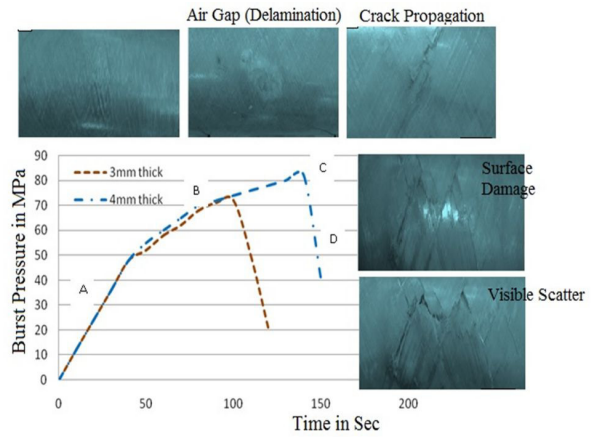 Air Gap (Delamination)
Crack Propagation
90
80
70
60
50
40
30
20
10
0
Burst Pressure in MPa
3mm thick
4mm thick
A
B
C
D
Surface
Damage
Visible Scatter
0
50
100
150
200
Time in Sec